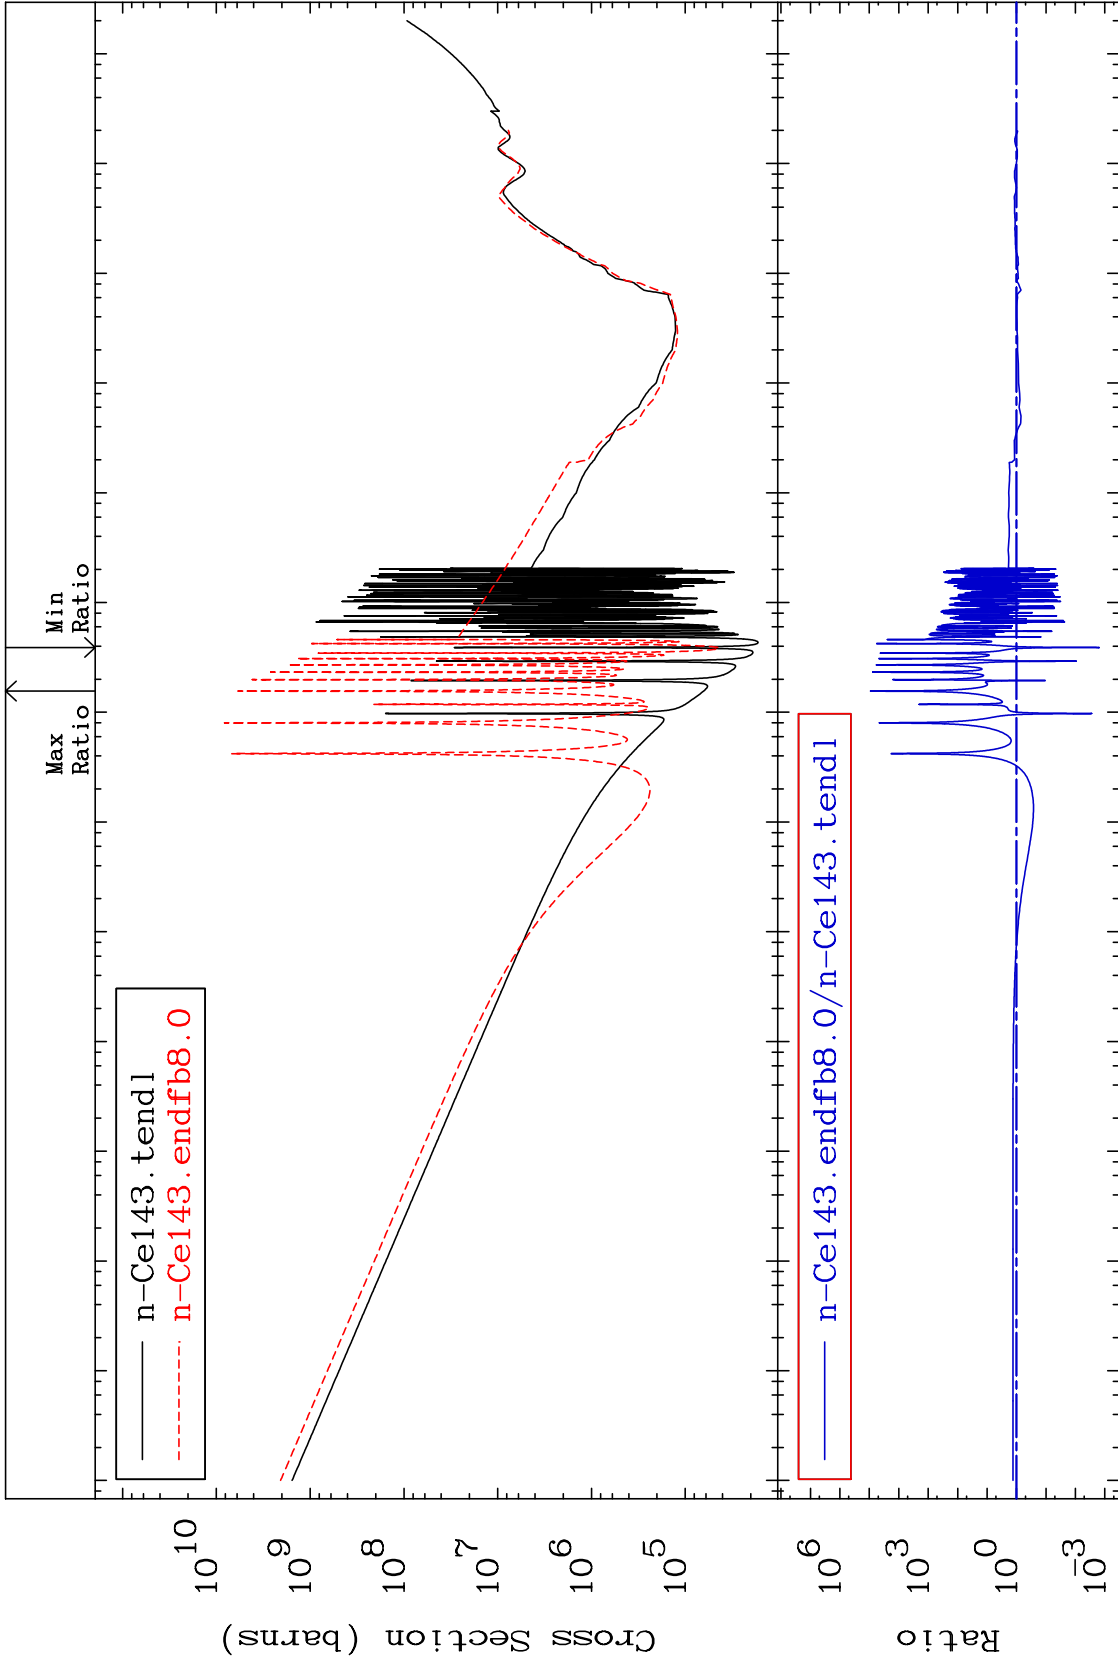 Max
Ratio
Min
Ratio
n-Ce143.tendl
n-Ce143.endfb8.0
10^10
10^9
10^8
10^7
10^6
10^5
Cross Section (barns)
n-Ce143.endfb8.0/n-Ce143.tendl
10^6
10^3
10^0
10^-3
Ratio